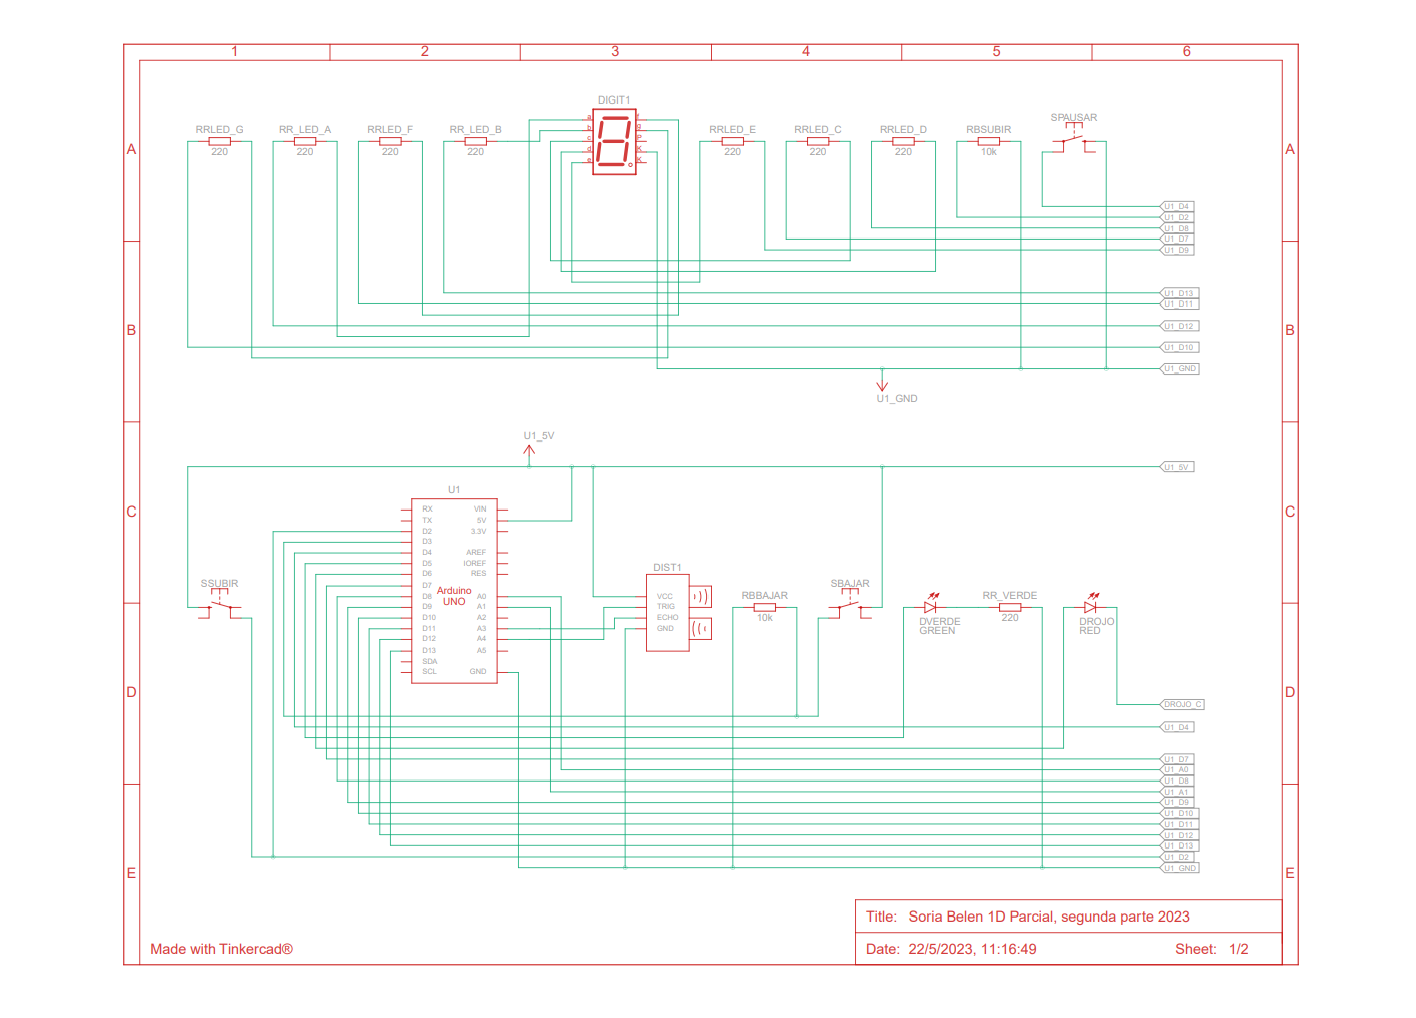 1 2 3 4 5 6
DIGIT1
SPAUSAR
RRLED_G RR_LED_A RRLED_F RR_LED_B RRLED_E RRLED_C RRLED_D RBSUBIR
220 220 220 220 220 220 220 10k
a b c d e f g P K K
A A
U1_D4
U1_D2
U1_D8
U1_D7
U1_D9
U1_D13
U1_D11
U1_D12
B B
U1_D10
U1_GND
U1_GND
U1_5V
U1_5V
U1
C C
RX VIN
TX 5V
D2 3.3V
D3
D4 AREF
D5 IOREF
D6 RES
D7
D8 A0
D9 A1
D10 A2
D11 A3
D12 A4
D13 A5
SDA
SCL GND
Arduino
UNO
SSUBIR
DIST1
VCC
TRIG
ECHO
GND
RBBAJAR
10k
SBAJAR
DVERDE
GREEN
RR_VERDE
220
DROJO
RED
D D
DROJO_C
U1_D4
U1_D7
U1_A0
U1_D8
U1_A1
U1_D9
U1_D10
U1_D11
U1_D12
U1_D13
U1_D2
U1_GND
E E
Title: Soria Belen 1D Parcial, segunda parte 2023
Made with Tinkercad®
Date: 22/5/2023, 11:16:49 Sheet: 1/2